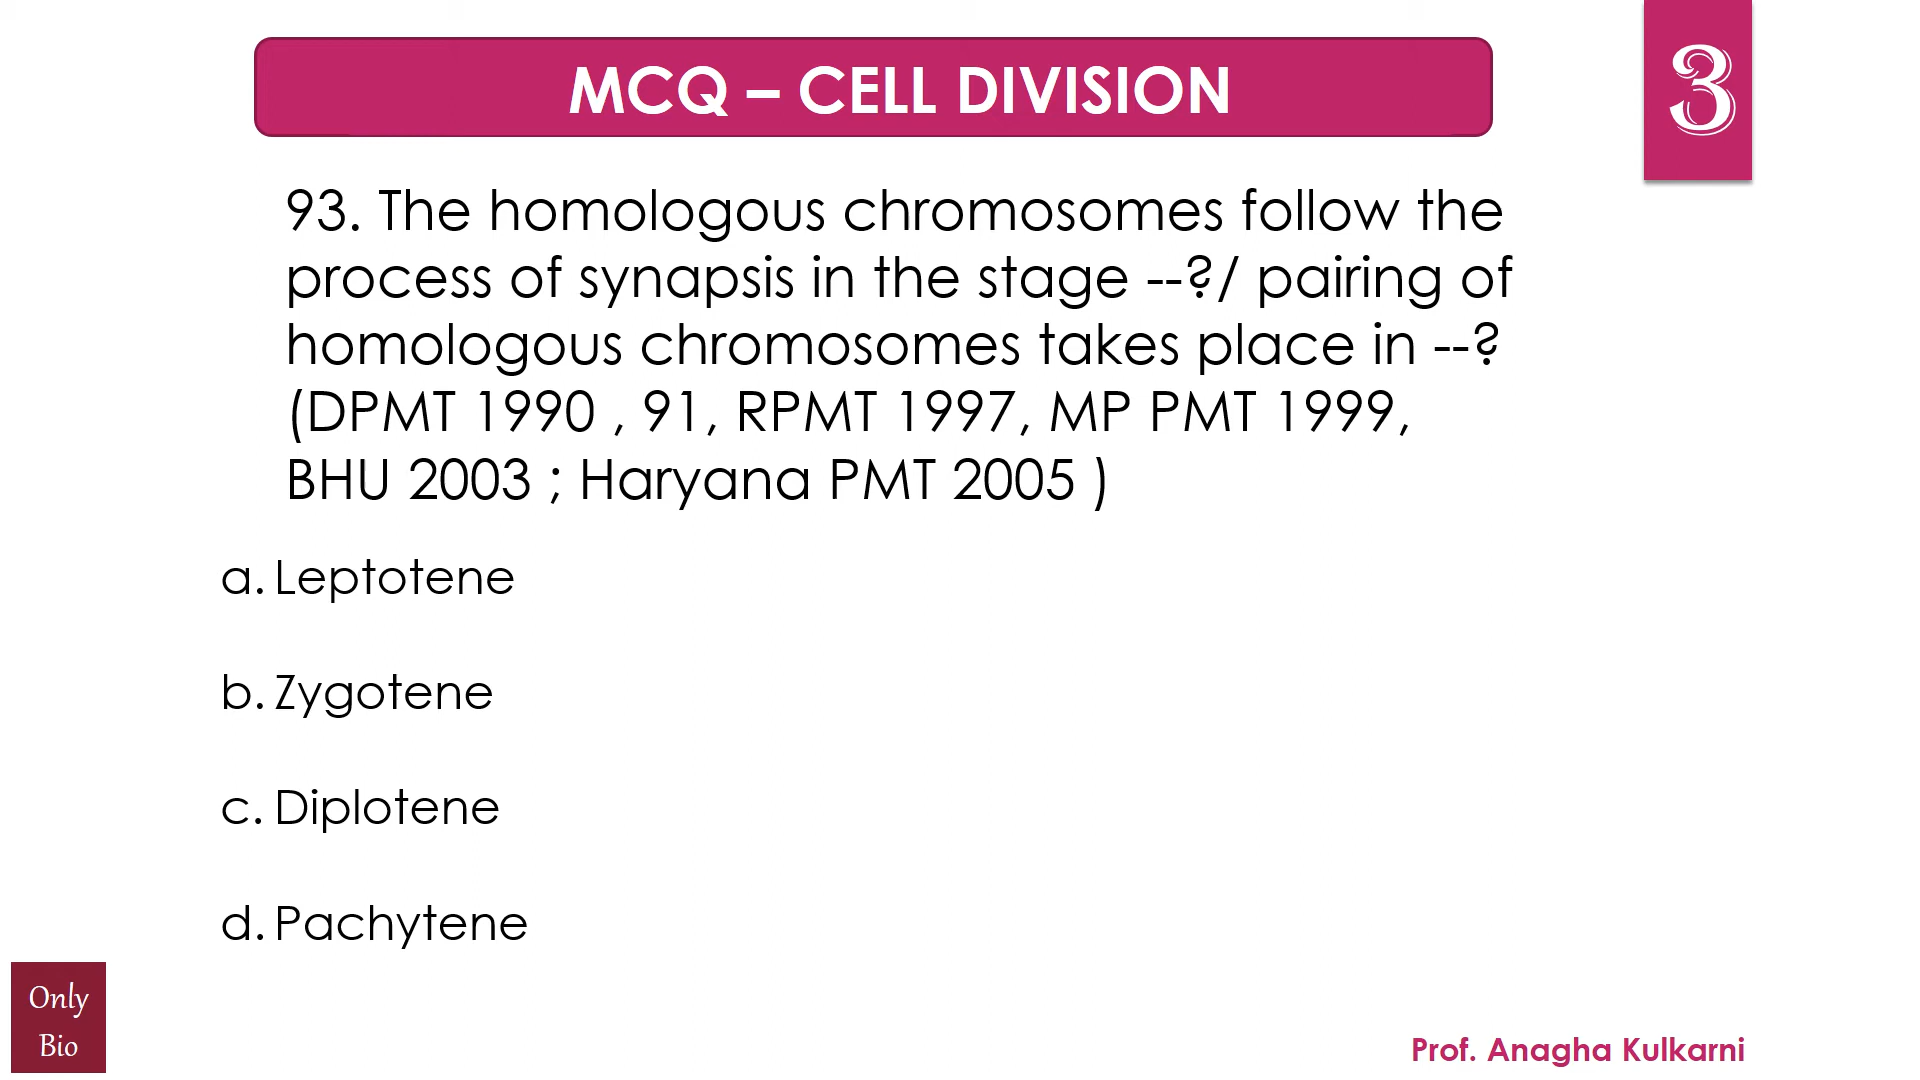 MCQ – CELL DIVISION
3
93. The homologous chromosomes follow the
process of synapsis in the stage --?/ pairing of
homologous chromosomes takes place in --?
(DPMT 1990 , 91, RPMT 1997, MP PMT 1999,
BHU 2003 ; Haryana PMT 2005 )
a. Leptotene
b. Zygotene
c. Diplotene
d. Pachytene
Only
Bio
Prof. Anagha Kulkarni